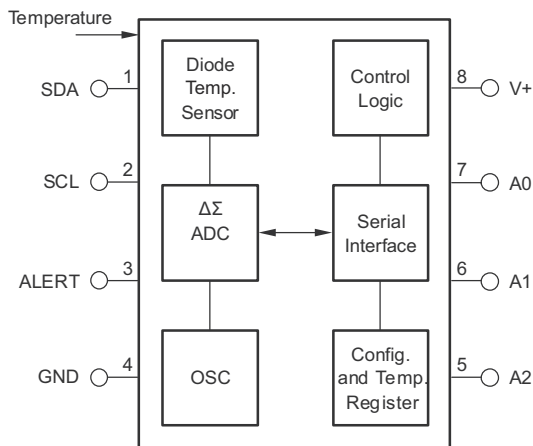 Temperature
SDA
1
SCL
2
ALERT
3
GND
4
Diode
Temp.
Sensor
ΔΣ
ADC
OSC
Control
Logic
Serial
Interface
Config.
and Temp.
Register
8
V+
7
A0
6
A1
5
A2